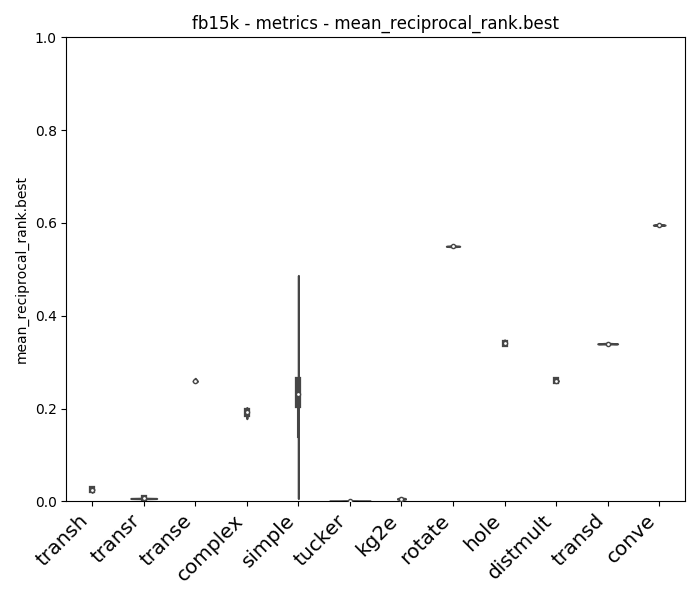 fb15k - metrics - mean_reciprocal_rank.best
mean_reciprocal_rank.best
1.0
0.8
0.6
0.4
0.2
0.0
transh
transr
transe
complex
simple
tucker
kg2e
rotate
hole
distmult
transd
conve